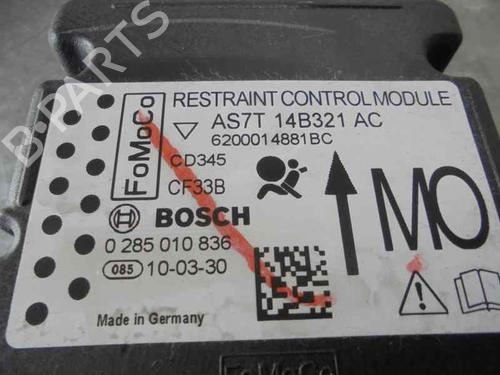 B-PARTS
RESTRAINT CONTROL MODULE
FoMoCo
AS7T 14B321 AC
6200014881BC
CD345
CF33B
BOSCH
0 285 010 836
085 10-03-30
MO
Made in Germany
FoMoCo